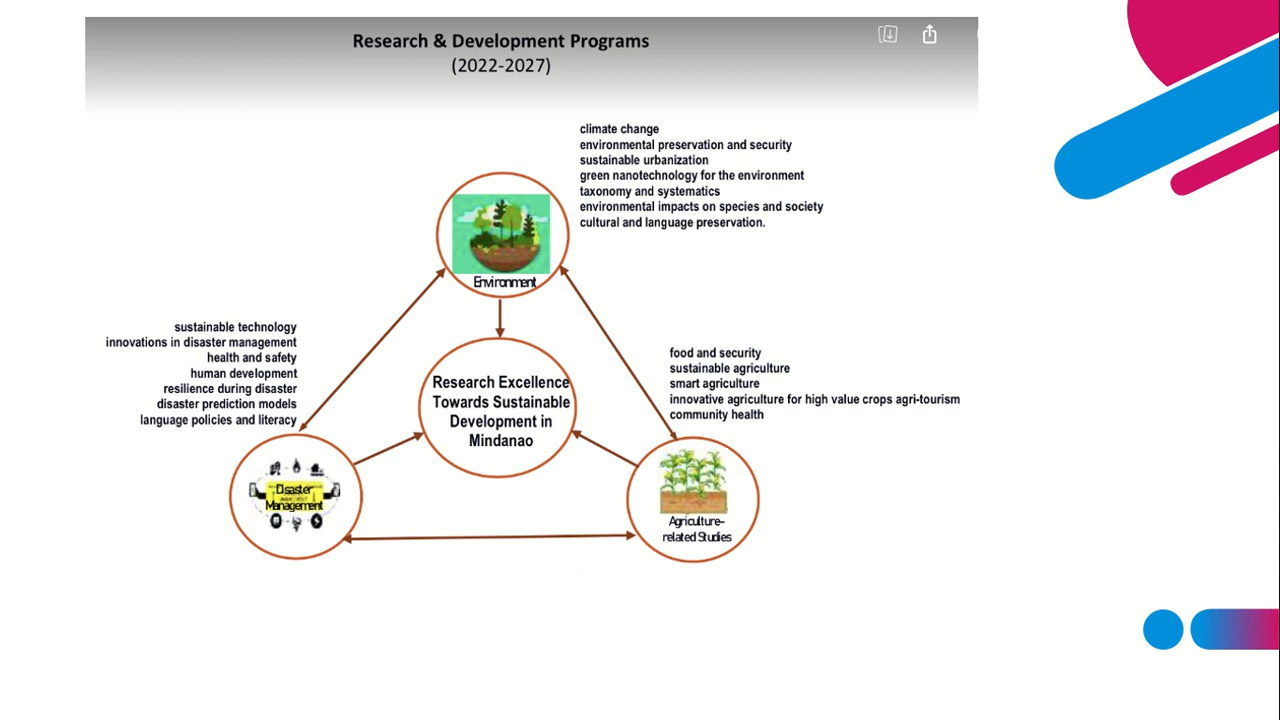 Research & Development Programs
(2022-2027)
climate change
environmental preservation and security
sustainable urbanization
green nanotechnology for the environment
taxonomy and systematics
environmental impacts on species and society
cultural and language preservation.
Environment
sustainable technology
innovations in disaster management
health and safety
human development
resilience during disaster
disaster prediction models
language policies and literacy
food and security
sustainable agriculture
smart agriculture
innovative agriculture for high value crops agri-tourism
community health
Research Excellence
Towards Sustainable
Development in
Mindanao
Disaster
Management
Agriculture-
related Studies